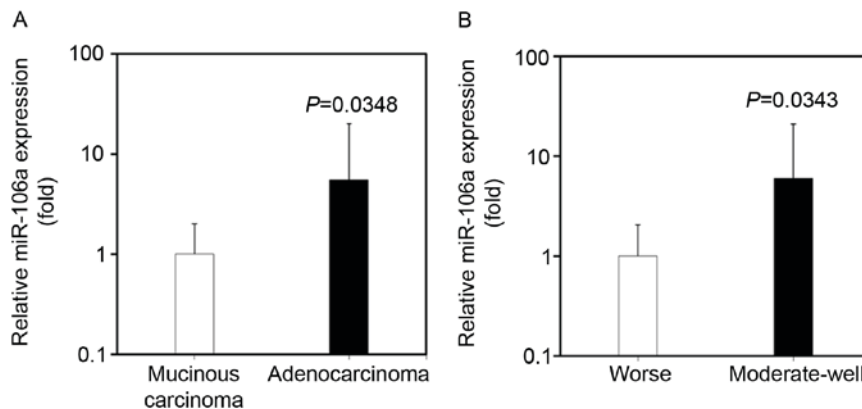 A
Relative miR-106a expression
(fold)
100
10
1
0.1
P=0.0348
Mucinous
carcinoma
Adenocarcinoma
B
Relative miR-106a expression
(fold)
100
10
1
0.1
P=0.0343
Worse
Moderate-well